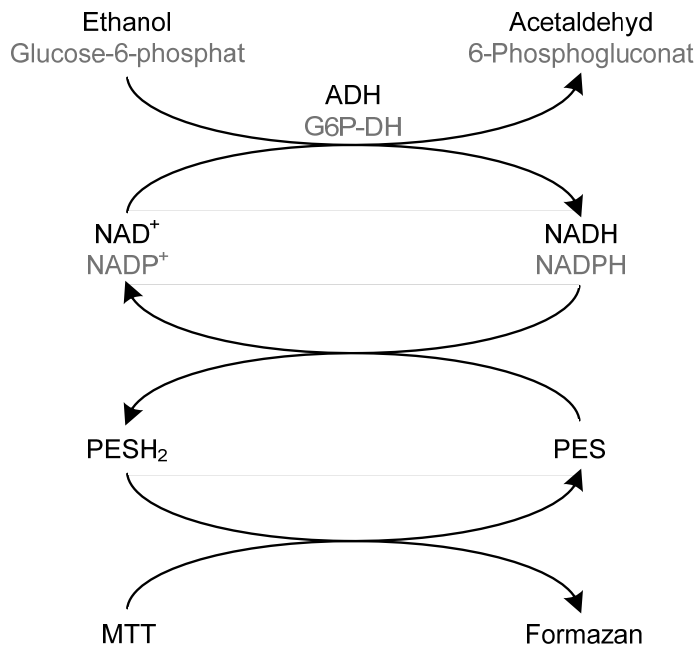 Ethanol
Glucose-6-phosphat
Acetaldehyd
6-Phosphogluconat
ADH
G6P-DH
NAD⁺
NADP⁺
NADH
NADPH
PESH₂
PES
MTT
Formazan